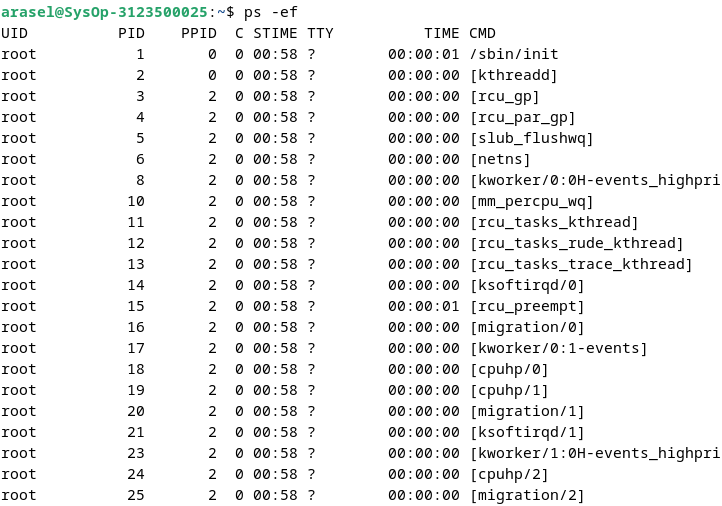 arasel@SysOp-3123500025:~$ ps -ef
UID          PID    PPID  C STIME TTY          TIME CMD
root           1       0  0 00:58 ?        00:00:01 /sbin/init
root           2       0  0 00:58 ?        00:00:00 [kthreadd]
root           3       2  0 00:58 ?        00:00:00 [rcu_gp]
root           4       2  0 00:58 ?        00:00:00 [rcu_par_gp]
root           5       2  0 00:58 ?        00:00:00 [slub_flushwq]
root           6       2  0 00:58 ?        00:00:00 [netns]
root           8       2  0 00:58 ?        00:00:00 [kworker/0:0H-events_highpri
root          10       2  0 00:58 ?        00:00:00 [mm_percpu_wq]
root          11       2  0 00:58 ?        00:00:00 [rcu_tasks_kthread]
root          12       2  0 00:58 ?        00:00:00 [rcu_tasks_rude_kthread]
root          13       2  0 00:58 ?        00:00:00 [rcu_tasks_trace_kthread]
root          14       2  0 00:58 ?        00:00:00 [ksoftirqd/0]
root          15       2  0 00:58 ?        00:00:01 [rcu_preempt]
root          16       2  0 00:58 ?        00:00:00 [migration/0]
root          17       2  0 00:58 ?        00:00:00 [kworker/0:1-events]
root          18       2  0 00:58 ?        00:00:00 [cpuhp/0]
root          19       2  0 00:58 ?        00:00:00 [cpuhp/1]
root          20       2  0 00:58 ?        00:00:00 [migration/1]
root          21       2  0 00:58 ?        00:00:00 [ksoftirqd/1]
root          23       2  0 00:58 ?        00:00:00 [kworker/1:0H-events_highpri
root          24       2  0 00:58 ?        00:00:00 [cpuhp/2]
root          25       2  0 00:58 ?        00:00:00 [migration/2]